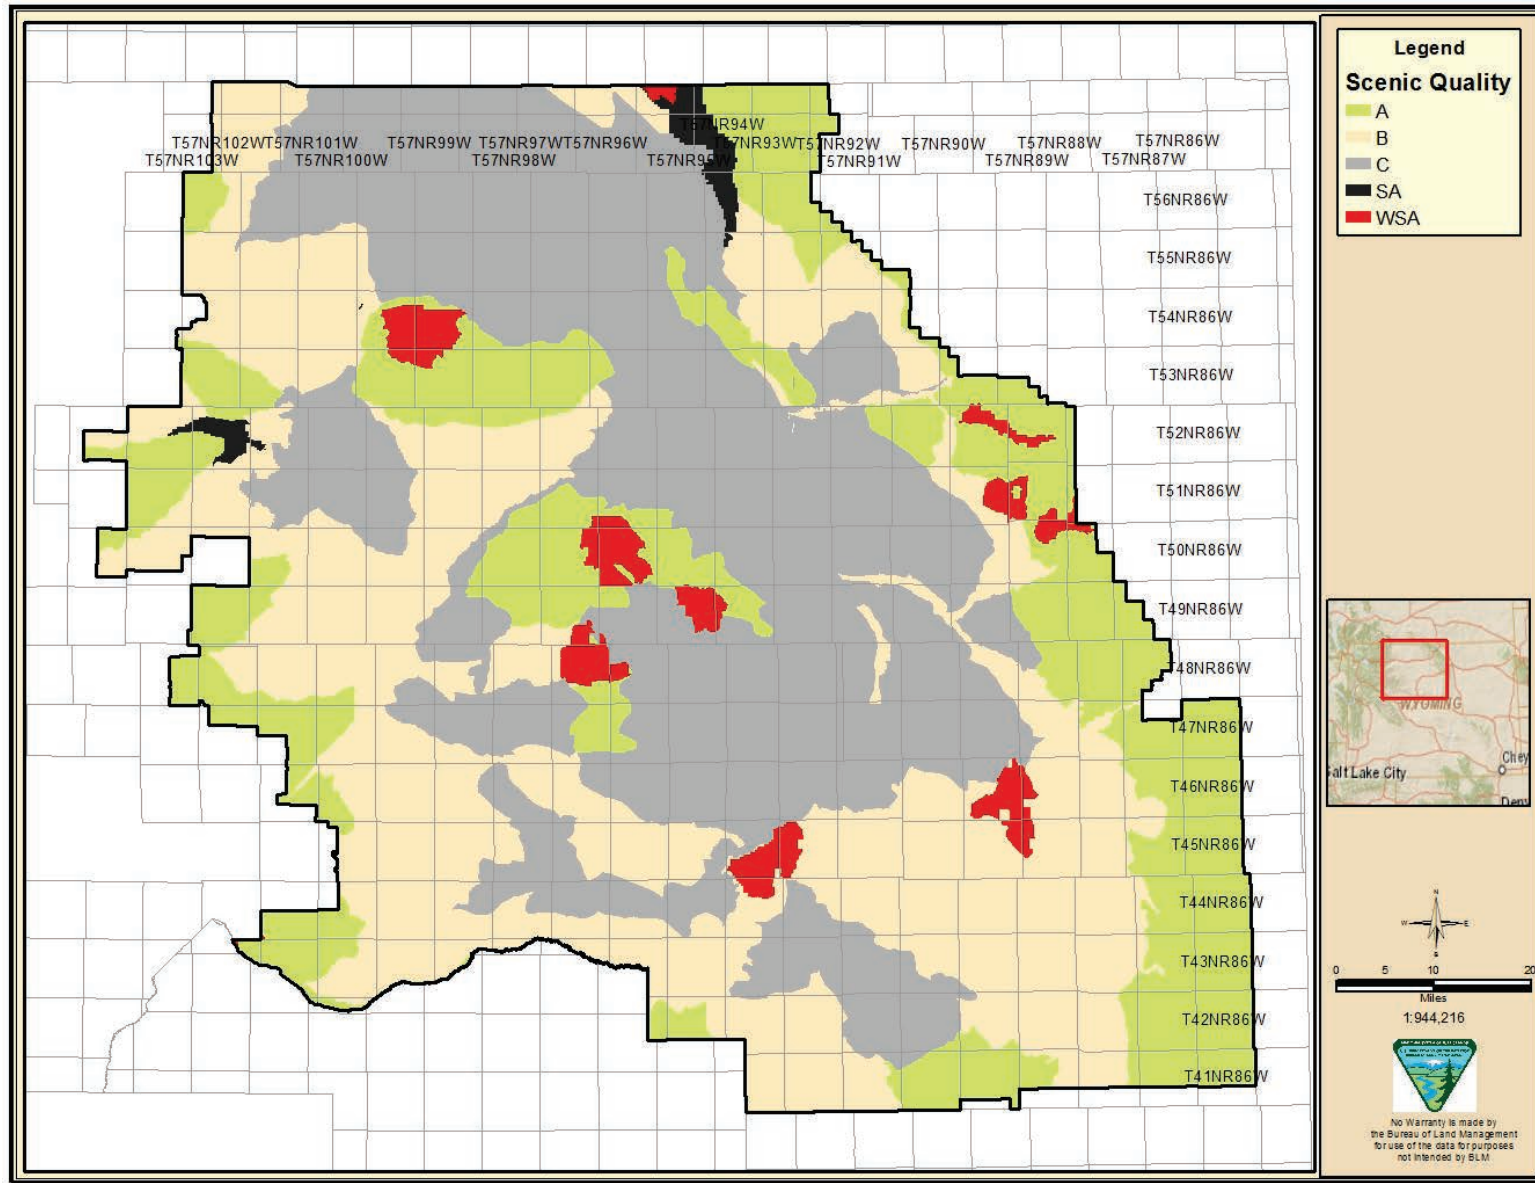 T57NR94W
T57NR102W T57NR101W T57NR99W T57NR97W T57NR96W T57NR93W T57NR92W T57NR90W T57NR88W T57NR86W
T57NR103W T57NR100W T57NR98W T57NR95W T57NR91W T57NR89W T57NR87W
T56NR86W
T55NR86W
T54NR86W
T53NR86W
T52NR86W
T51NR86W
T50NR86W
T49NR86W
T48NR86W
T47NR86W
T46NR86W
T45NR86W
T44NR86W
T43NR86W
T42NR86W
T41NR86W
Legend
Scenic Quality
A
B
C
SA
WSA
WYOMING
Chey
alt Lake City
Denv
N
W E
S
0 5 10 20
Miles
1:944,216
No Warranty is made by
the Bureau of Land Management
for use of the data for purposes
not intended by BLM